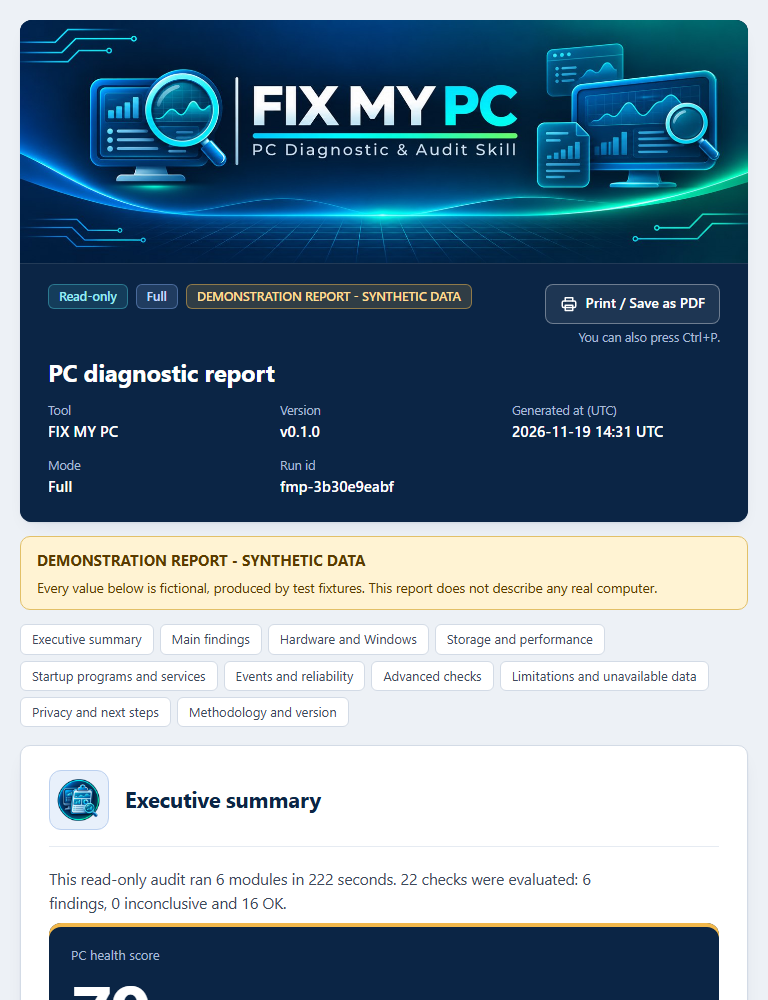 FIX MY PC
PC Diagnostic & Audit Skill
Read-only
Full
DEMONSTRATION REPORT - SYNTHETIC DATA
Print / Save as PDF
You can also press Ctrl+P.
PC diagnostic report
Tool
Version
Generated at (UTC)
FIX MY PC
v0.1.0
2026-11-19 14:31 UTC
Mode
Run id
Full
fmp-3b30e9eabf
DEMONSTRATION REPORT - SYNTHETIC DATA
Every value below is fictional, produced by test fixtures. This report does not describe any real computer.
Executive summary
Main findings
Hardware and Windows
Storage and performance
Startup programs and services
Events and reliability
Advanced checks
Limitations and unavailable data
Privacy and next steps
Methodology and version
Executive summary
This read-only audit ran 6 modules in 222 seconds. 22 checks were evaluated: 6
findings, 0 inconclusive and 16 OK.
PC health score